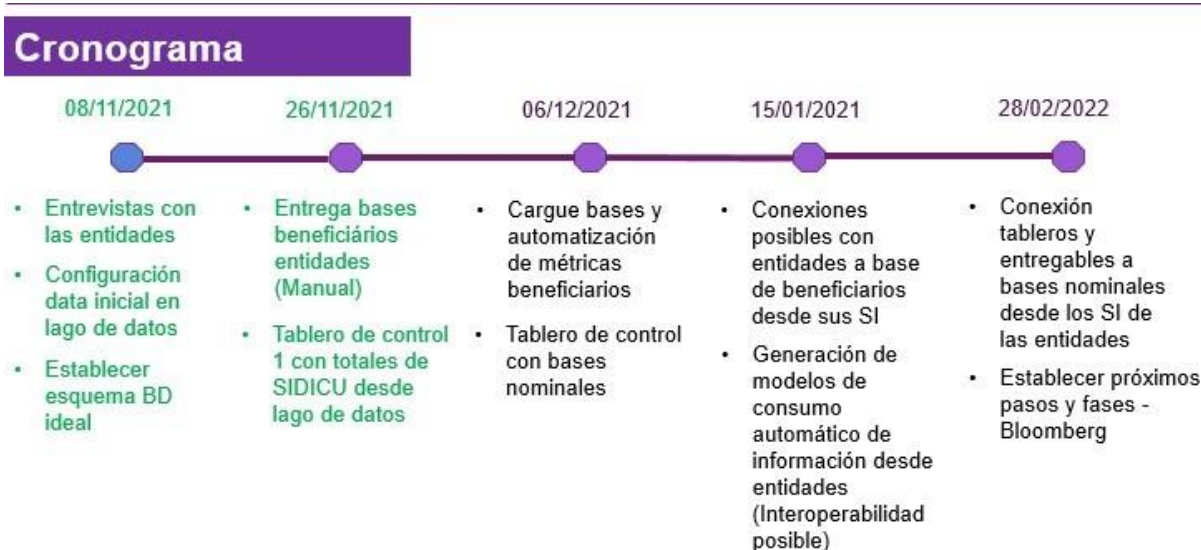 Cronograma
08/11/2021
• Entrevistas con
las entidades
• Configuración
data inicial en
lago de datos
• Establecer
esquema BD
ideal
26/11/2021
• Entrega bases
beneficiários
entidades
(Manual)
• Tablero de control
1 con totales de
SIDICU desde
lago de datos
06/12/2021
• Cargue bases y
automatización
de métricas
beneficiarios
• Tablero de control
con bases
nominales
15/01/2021
• Conexiones
posibles con
entidades a base
de beneficiarios
desde sus SI
• Generación de
modelos de
consumo
automático de
información desde
entidades
(Interoperabilidad
posible)
28/02/2022
• Conexión
tableros y
entregables a
bases nominales
desde los SI de
las entidades
• Establecer próximos
pasos y fases -
Bloomberg